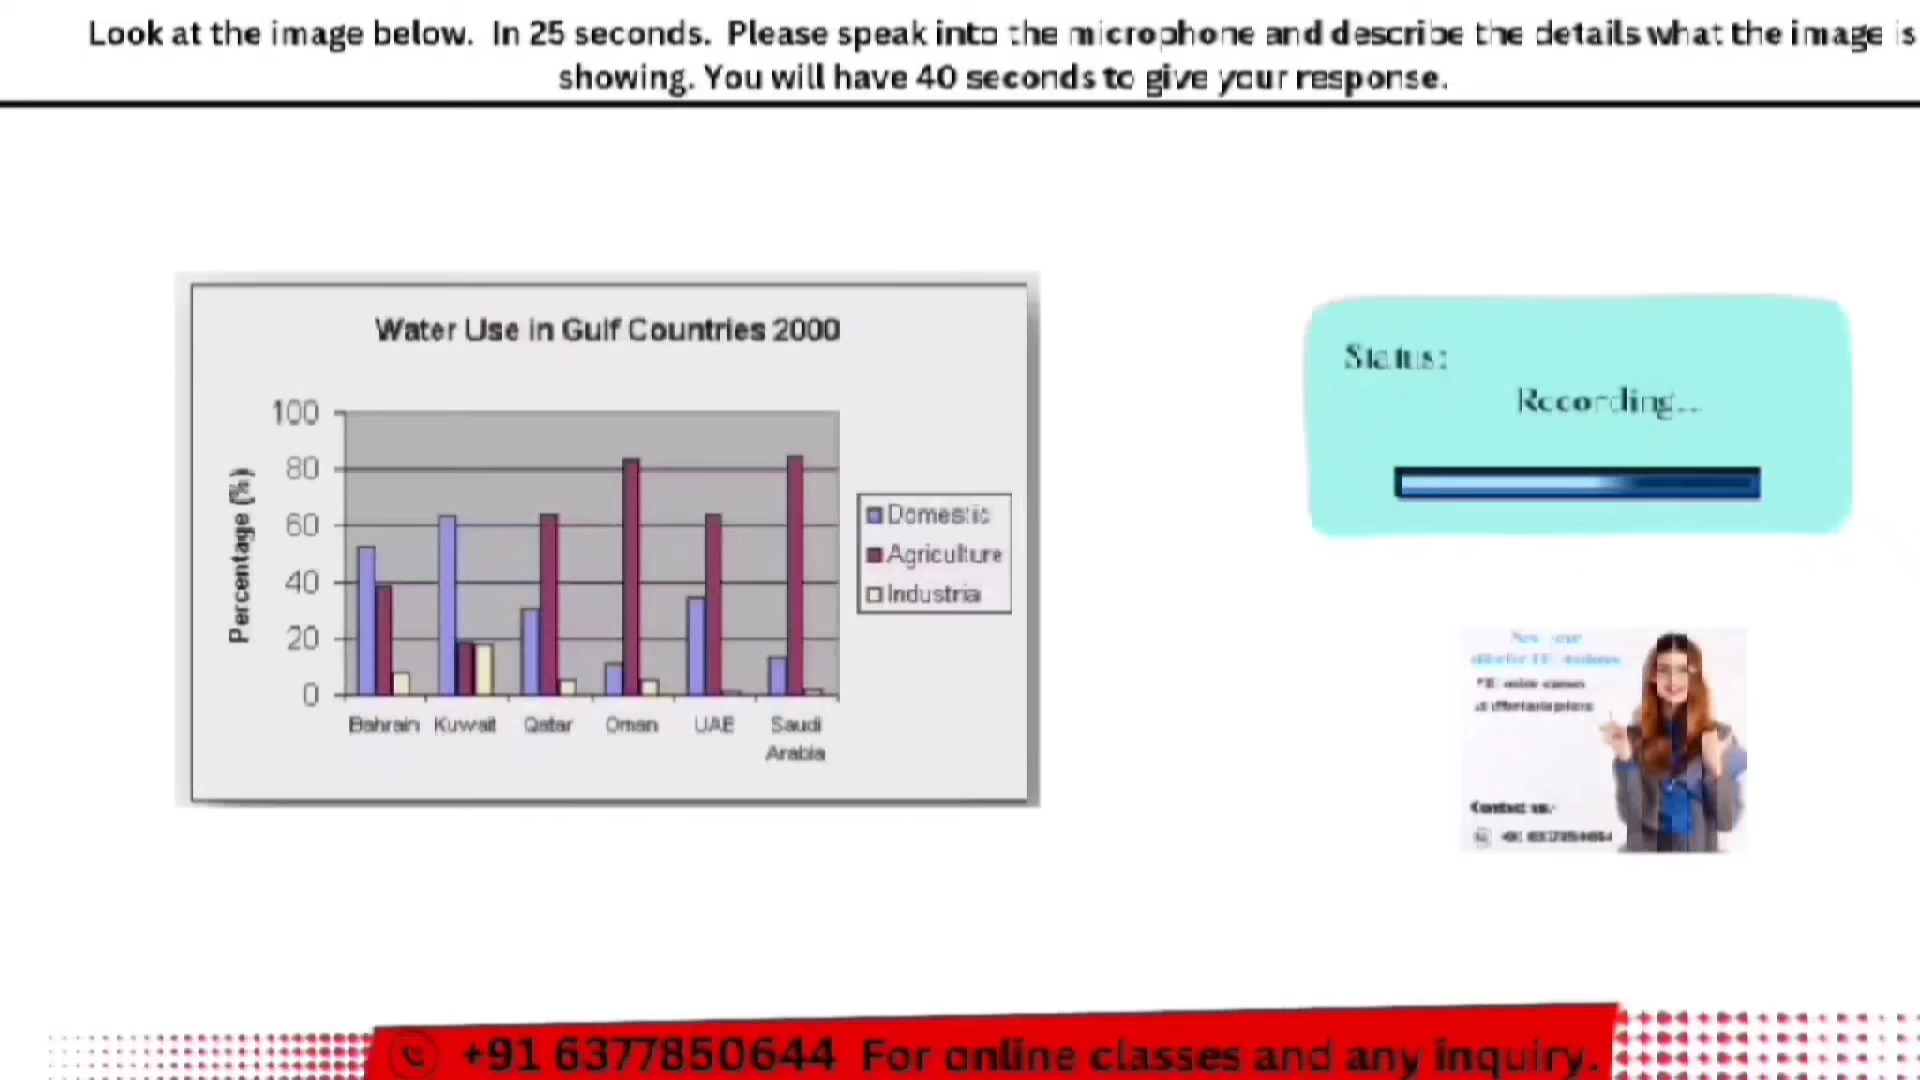 Look at the image below. In 25 seconds. Please speak into the microphone and describe the details what the image is
showing. You will have 40 seconds to give your response.
Water Use in Gulf Countries 2000
Percentage (%)
100
80
60
40
20
0
Bahrain Kuwait Qatar Oman UAE Saudi
Arabia
Domestic
Agriculture
Industria
Status:
Recording...
Contact us:-
+91 6377850644 For online classes and any inquiry.